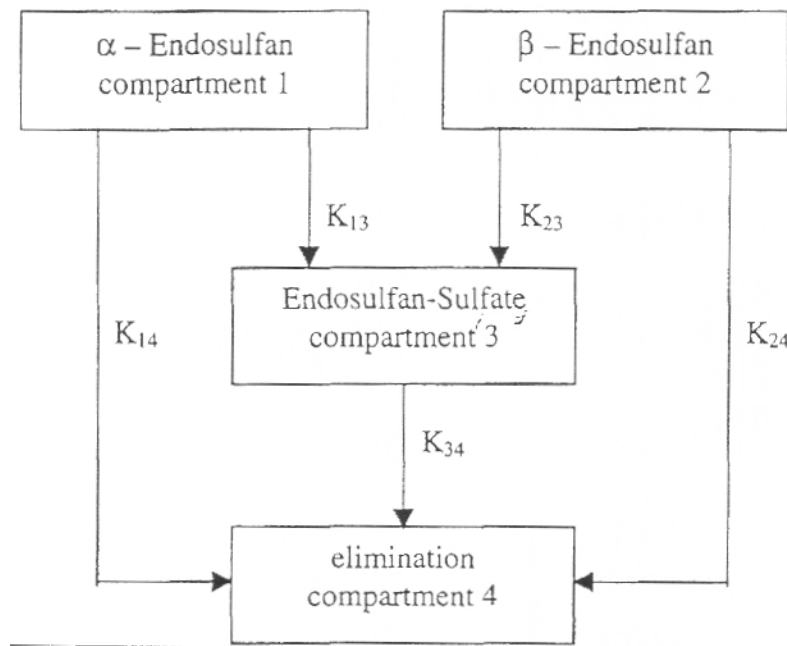 α – Endosulfan
compartment 1
β – Endosulfan
compartment 2
K₁₃
K₂₃
Endosulfan-Sulfate
compartment 3
K₁₄
K₂₄
K₃₄
elimination
compartment 4